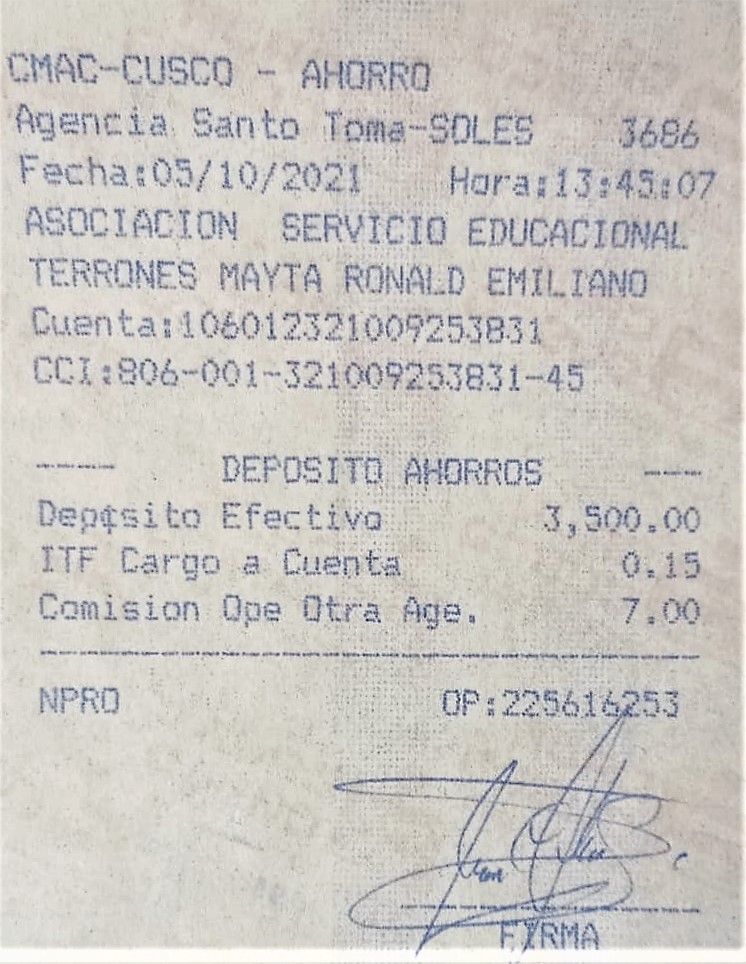 CMAC-CUSCO - AHORRO
Agencia Santo Toma-SOLES 3686
Fecha:05/10/2021 Hora:13:45:07
ASOCIACION SERVICIO EDUCACIONAL
TERRONES MAYTA RONALD EMILIANO
Cuenta:106012321009253831
CCI:806-001-321009253831-45
---- DEPOSITO AHORROS ---
Dep¢sito Efectivo 3,500.00
ITF Cargo a Cuenta 0.15
Comision Ope Otra Age. 7.00
NPRO OP:225616253
FIRMA